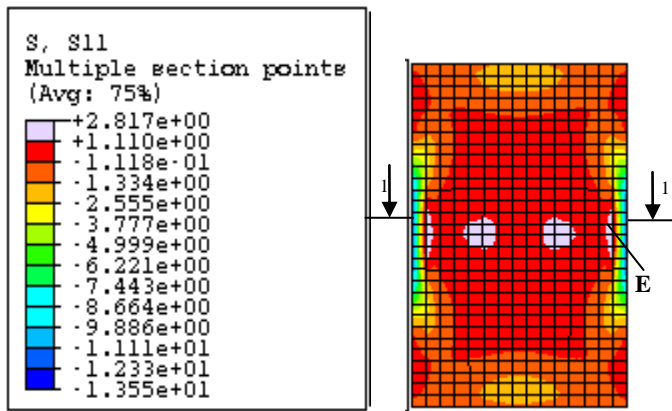 S, S11
Multiple section points
(Avg: 75%)
+2.817e+00
+1.110e+00
-1.118e-01
-1.334e+00
-2.555e+00
-3.777e+00
-4.999e+00
-6.221e+00
-7.443e+00
-8.664e+00
-9.886e+00
-1.111e+01
-1.233e+01
-1.355e+01
1
1
E